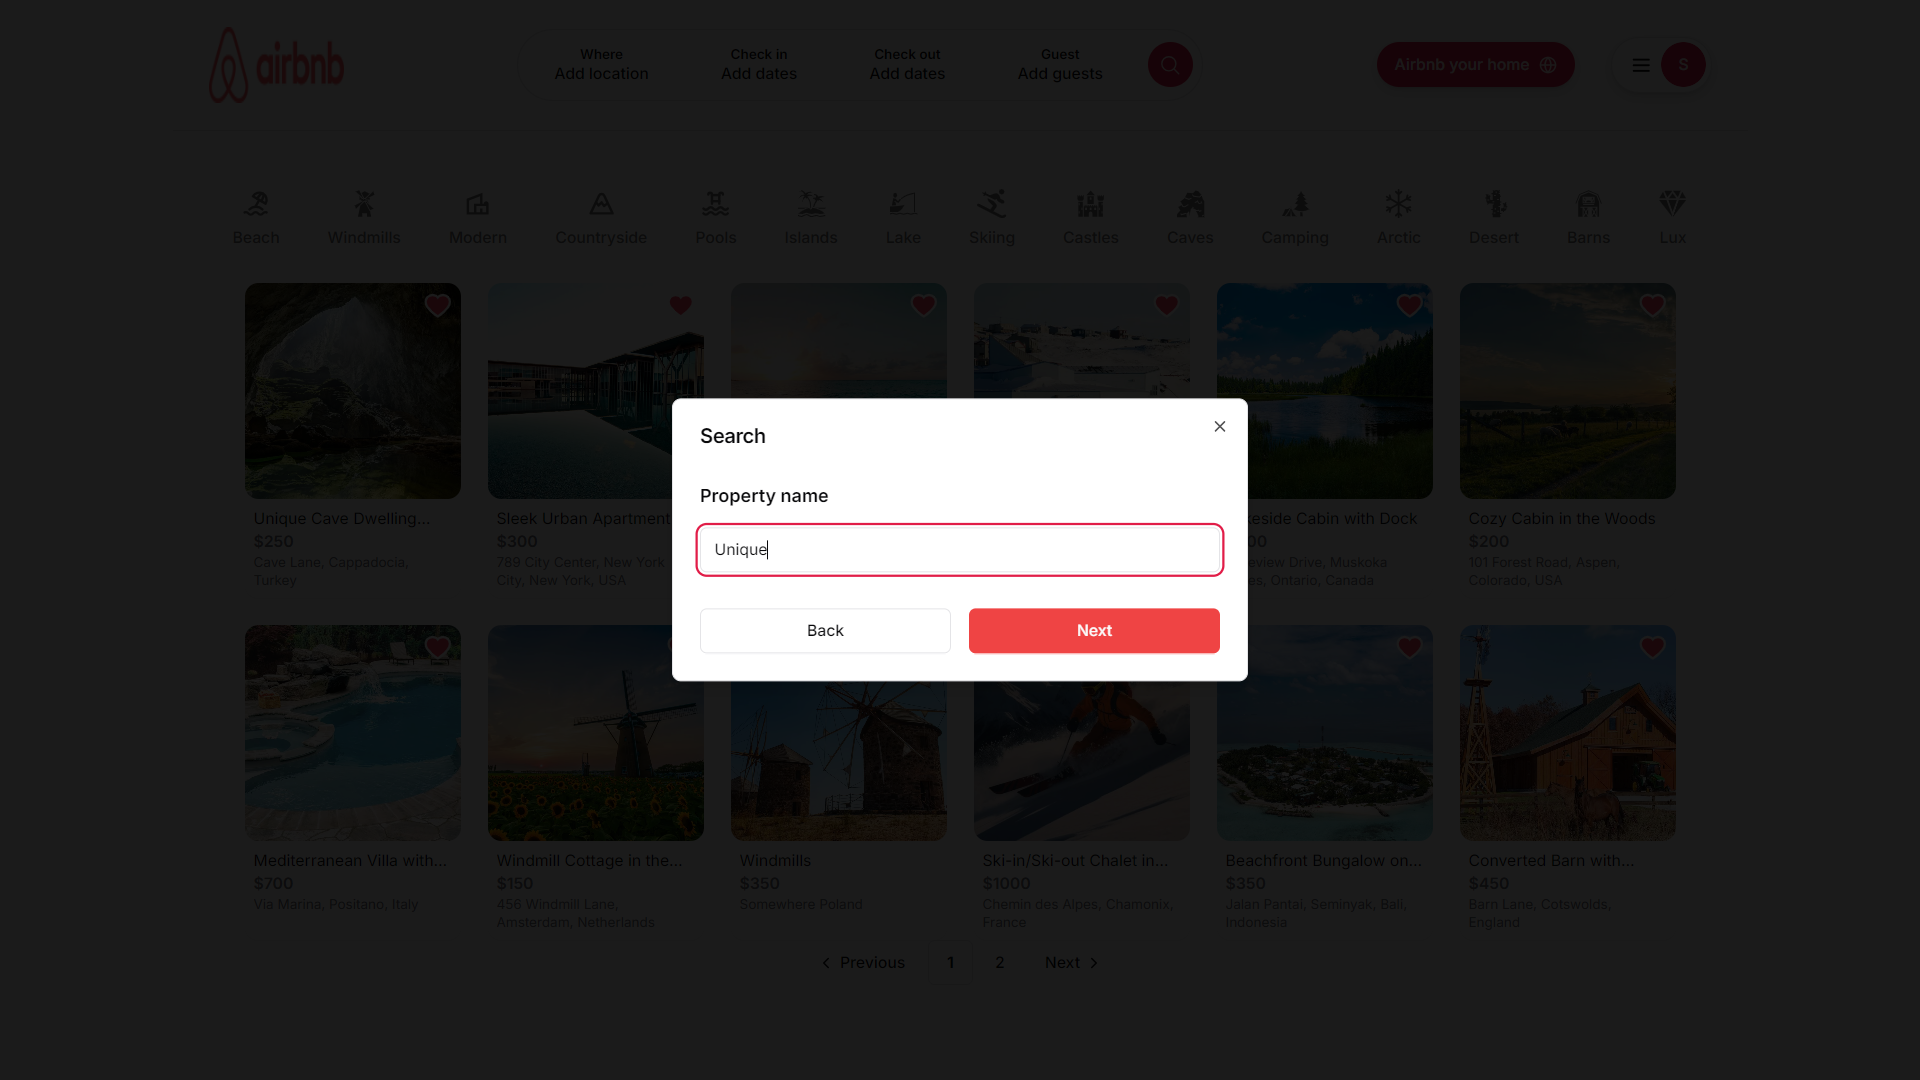 airbnb
Where
Add location
Check in
Add dates
Check out
Add dates
Guest
Add guests
Airbnb your home
S
Beach
Windmills
Modern
Countryside
Pools
Islands
Lake
Skiing
Castles
Caves
Camping
Arctic
Desert
Barns
Lux
Search
Property name
Unique
Back
Next
Unique Cave Dwelling...
$250
Cave Lane, Cappadocia,
Turkey
Sleek Urban Apartment
$300
789 City Center, New York
City, New York, USA
keside Cabin with Dock
00
eview Drive, Muskoka
es, Ontario, Canada
Cozy Cabin in the Woods
$200
101 Forest Road, Aspen,
Colorado, USA
Mediterranean Villa with...
$700
Via Marina, Positano, Italy
Windmill Cottage in the...
$150
456 Windmill Lane,
Amsterdam, Netherlands
Windmills
$350
Somewhere Poland
Ski-in/Ski-out Chalet in...
$1000
Chemin des Alpes, Chamonix,
France
Beachfront Bungalow on...
$350
Jalan Pantai, Seminyak, Bali,
Indonesia
Converted Barn with...
$450
Barn Lane, Cotswolds,
England
Previous
1
2
Next